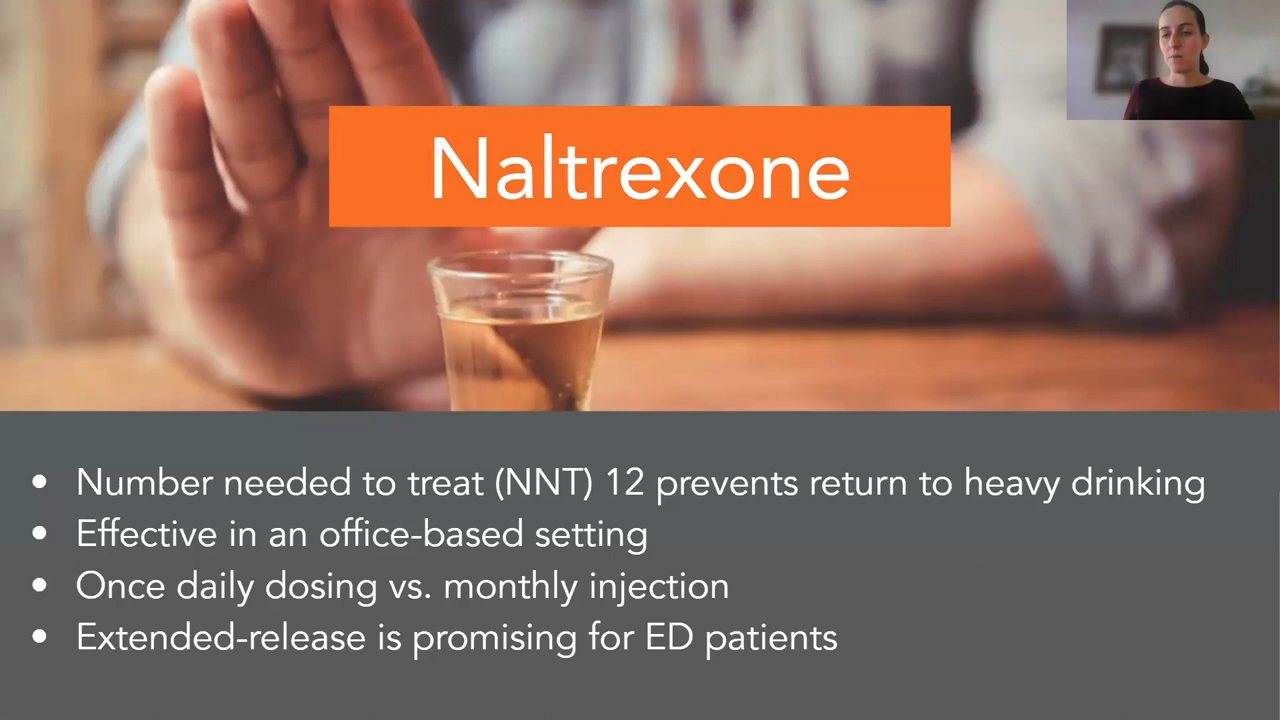 Naltrexone
• Number needed to treat (NNT) 12 prevents return to heavy drinking
• Effective in an office-based setting
• Once daily dosing vs. monthly injection
• Extended-release is promising for ED patients